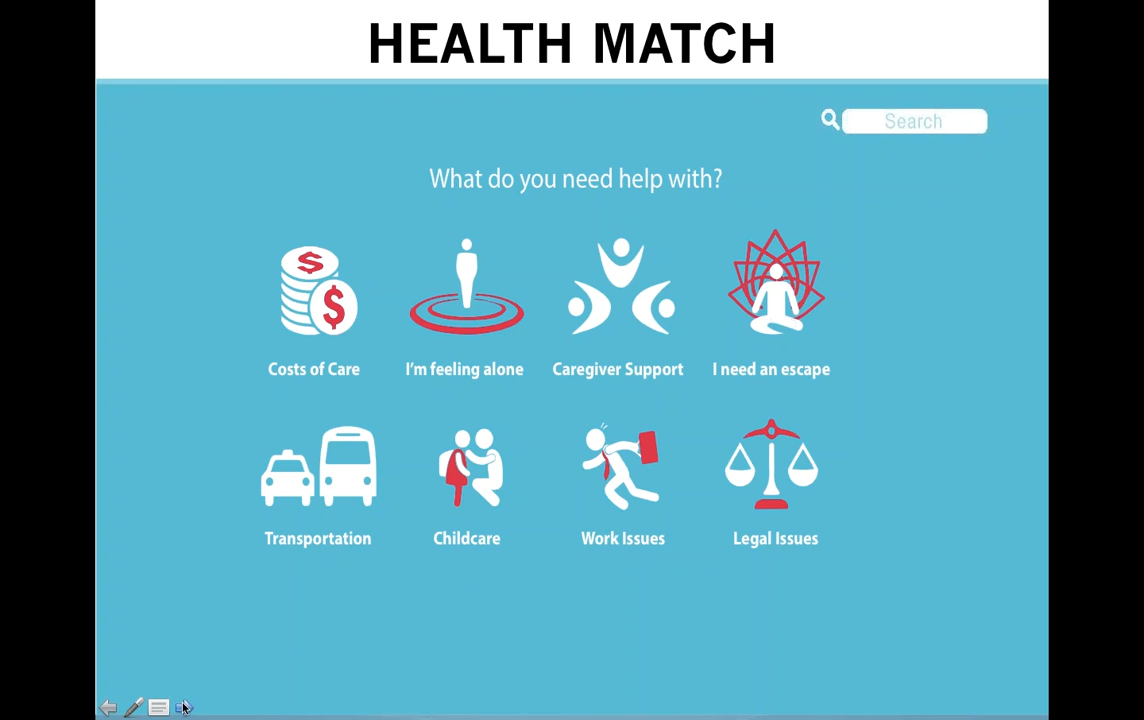 HEALTH MATCH
Search
What do you need help with?
$
$
Costs of Care
I'm feeling alone
Caregiver Support
I need an escape
Transportation
Childcare
Work Issues
Legal Issues